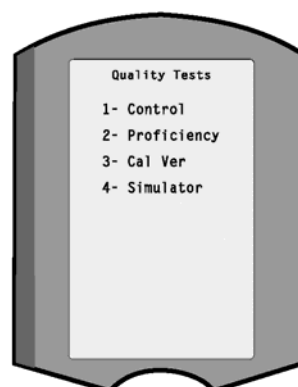 Quality Tests
1- Control
2- Proficiency
3- Cal Ver
4- Simulator